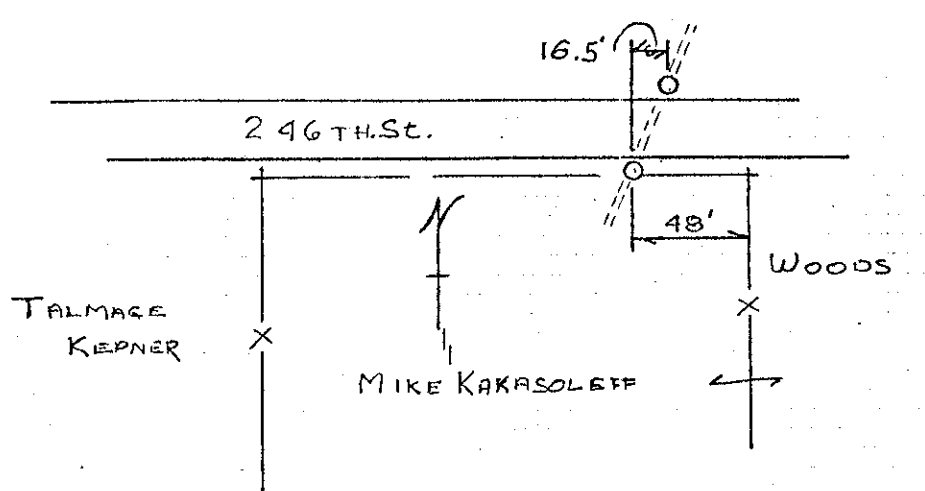 16.5'
246TH.St.
N
48'
WOODS
TALMAGE
KEPNER
MIKE KAKASOLEFF